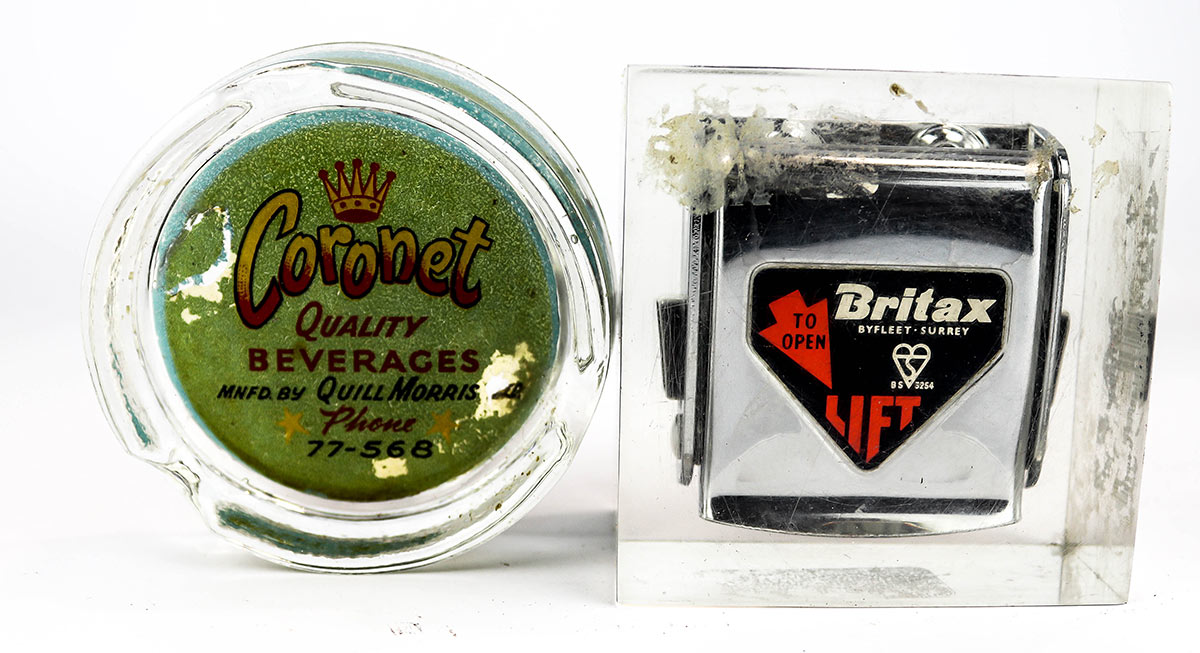 Coronet
QUALITY
BEVERAGES
MNFD. BY QUILL MORRIS
Phone
77-568
TO
OPEN
Britax
BYFLEET · SURREY
BS 3254
LIFT